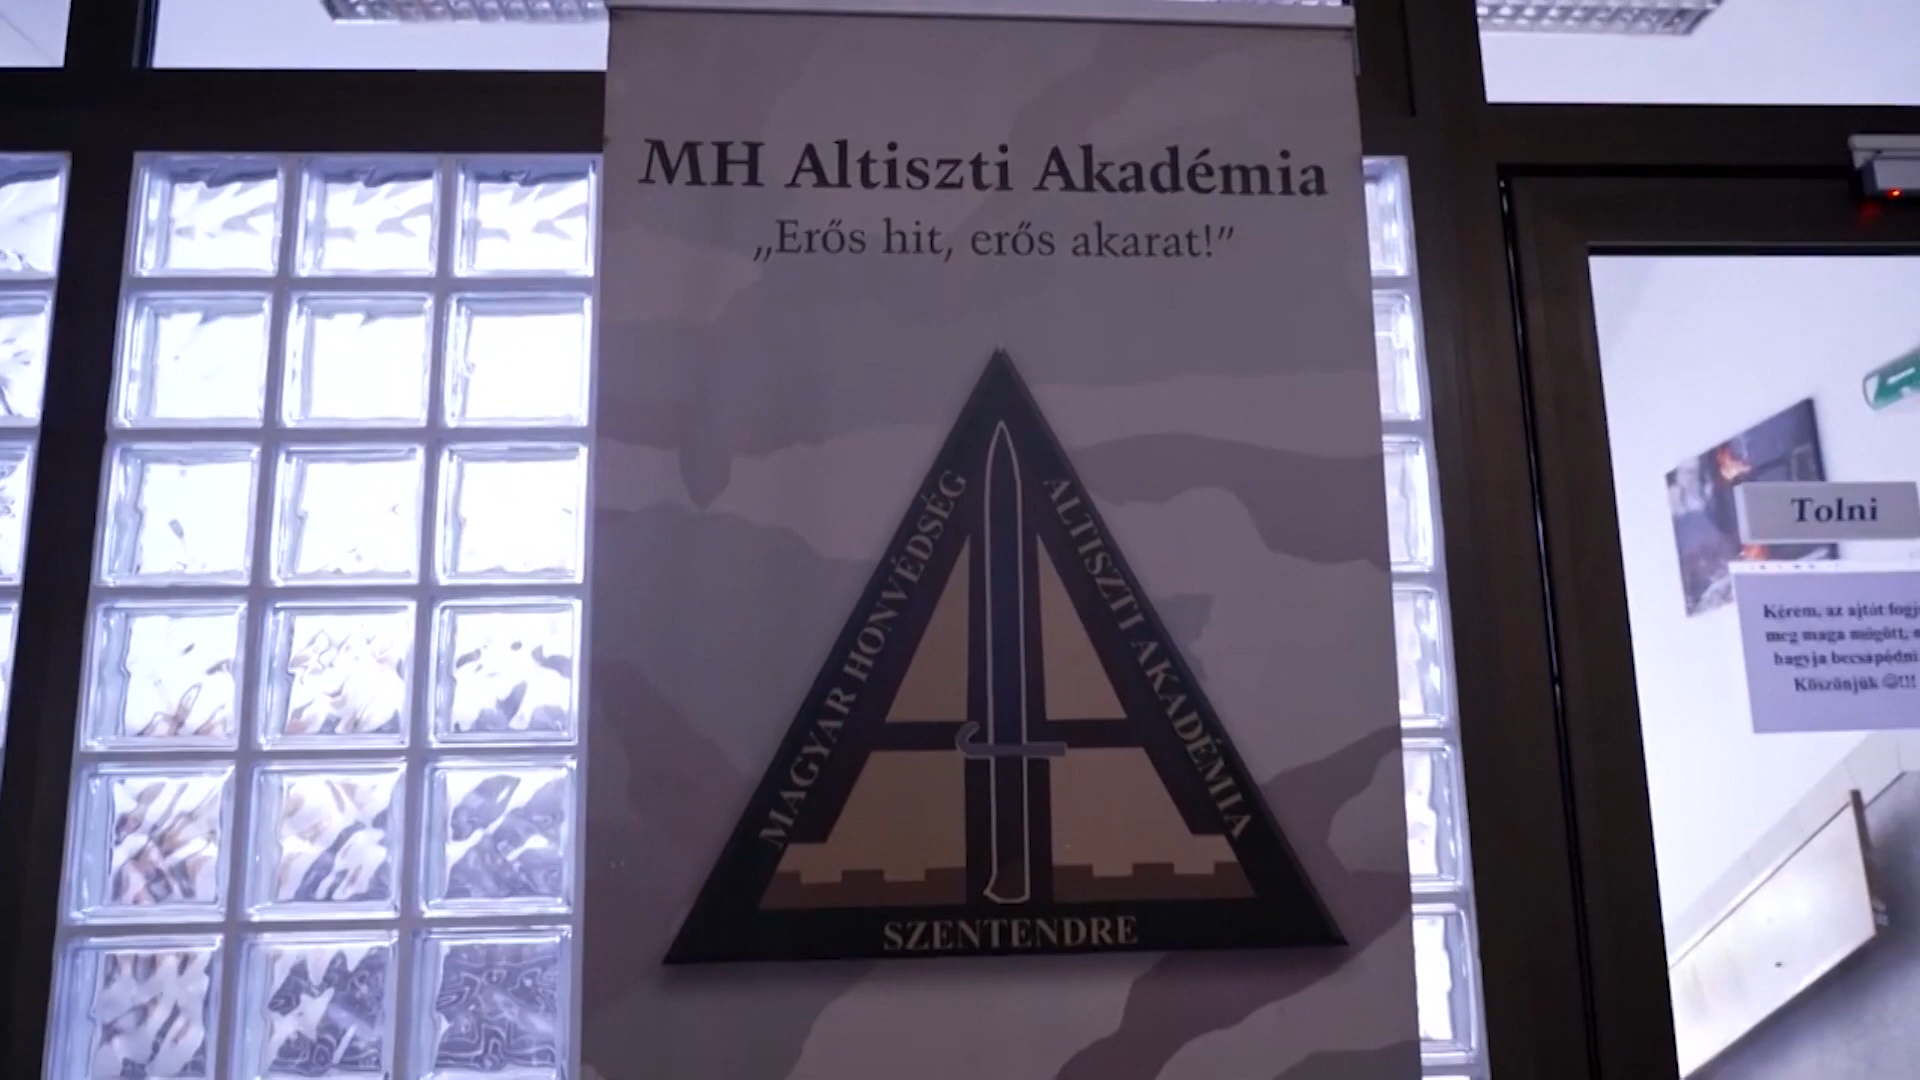 MH Altiszti Akadémia
„Erős hit, erős akarat!”
MAGYAR HONVÉDSÉG
ALTISZTI AKADÉMIA
SZENTENDRE
Tolni
Kérem, az ajtót
meg maga mögött,
hagyja becsapódni
Köszönjük ☺!!!